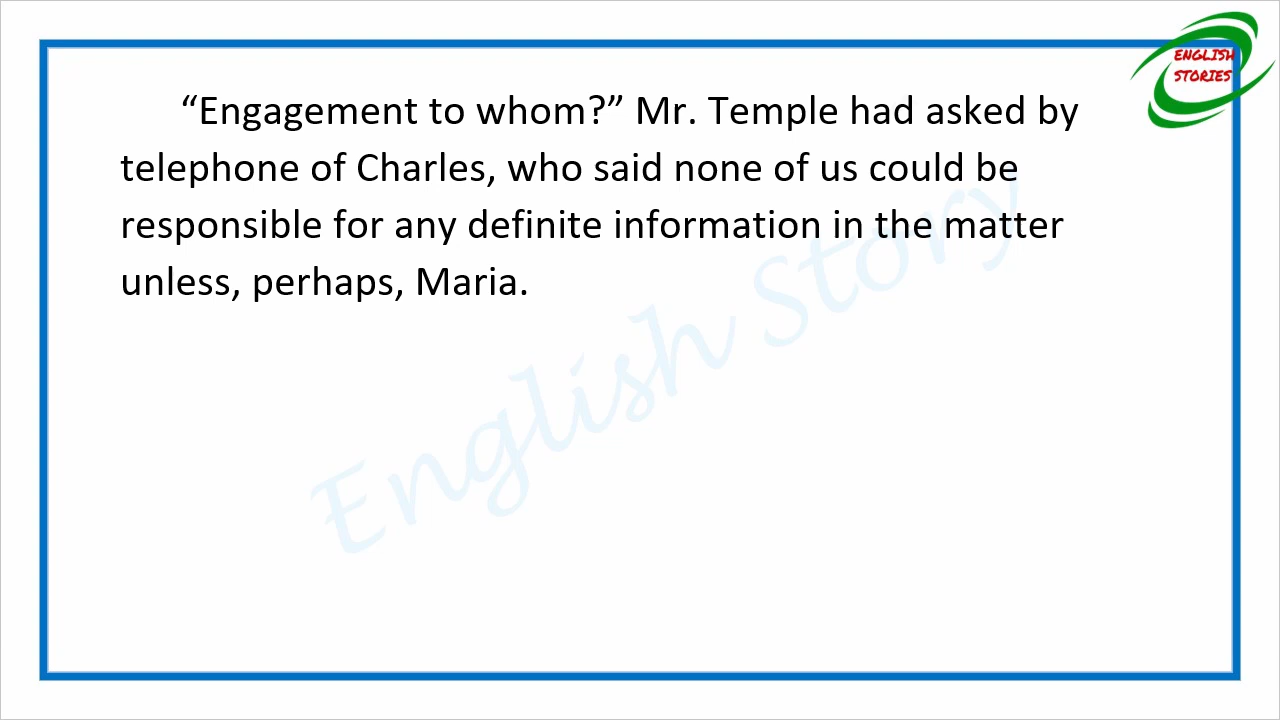 ENGLISH
STORIES
“Engagement to whom?” Mr. Temple had asked by
telephone of Charles, who said none of us could be
responsible for any definite information in the matter
unless, perhaps, Maria.
English Story